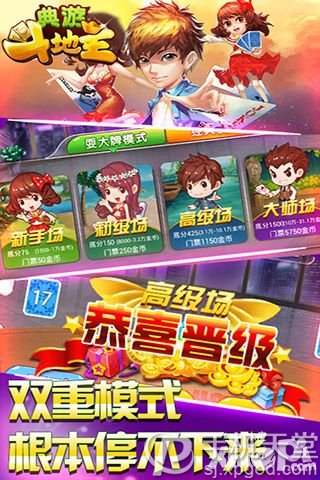 典游
斗地主
耍大牌模式
新手场
底分75 (1500-1万金币)
门票50金币
初级场
底分150 (8000-3.2万金币)
门票250金币
高级场
底分425(3.1万-10.1万金币)
门票1150金币
大师场
底分1750(10万-31.1万
门票5750金币
17
高级场
恭喜晋级
双重模式
根本停不下来
sj.xpgod.com